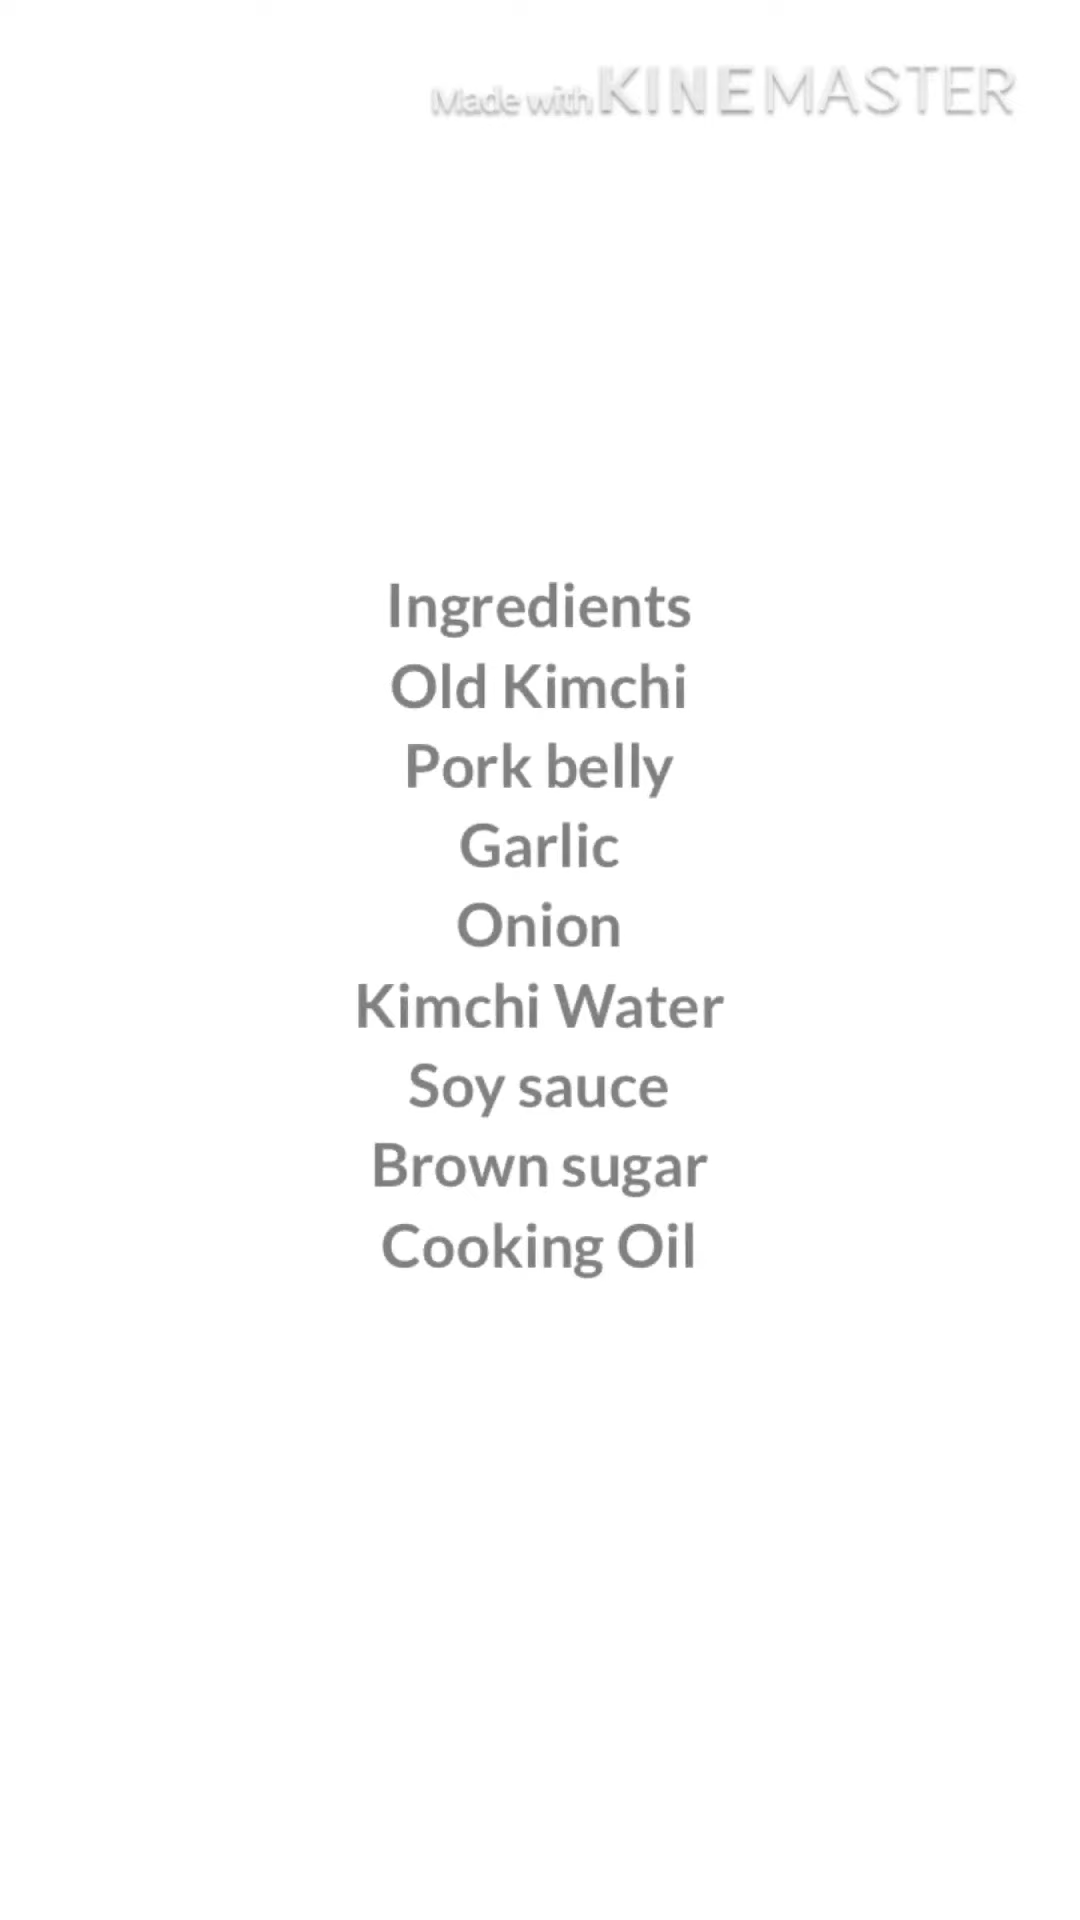 Made with KINEMASTER
Ingredients
Old Kimchi
Pork belly
Garlic
Onion
Kimchi Water
Soy sauce
Brown sugar
Cooking Oil